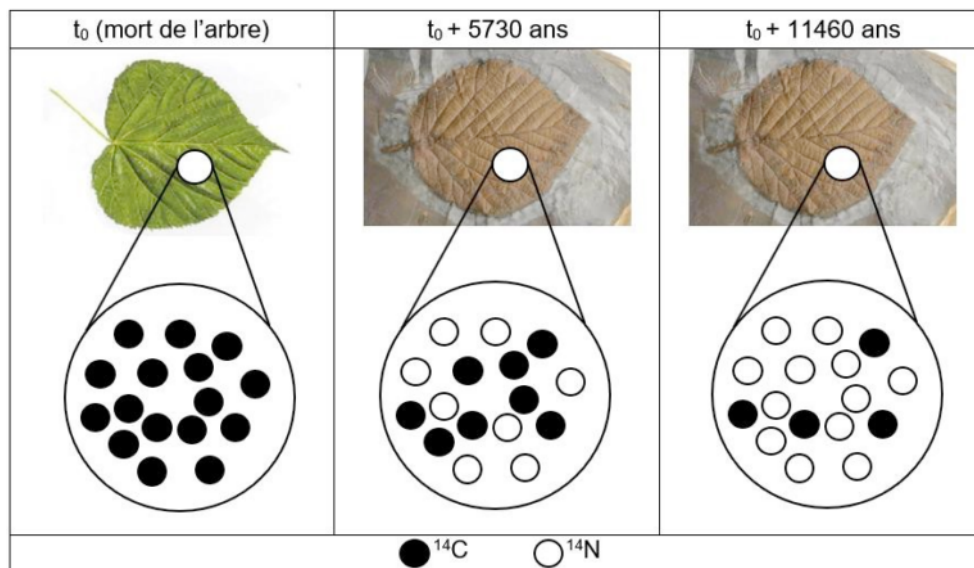 t₀ (mort de l'arbre)
t₀ + 5730 ans
t₀ + 11460 ans
¹⁴C
¹⁴N